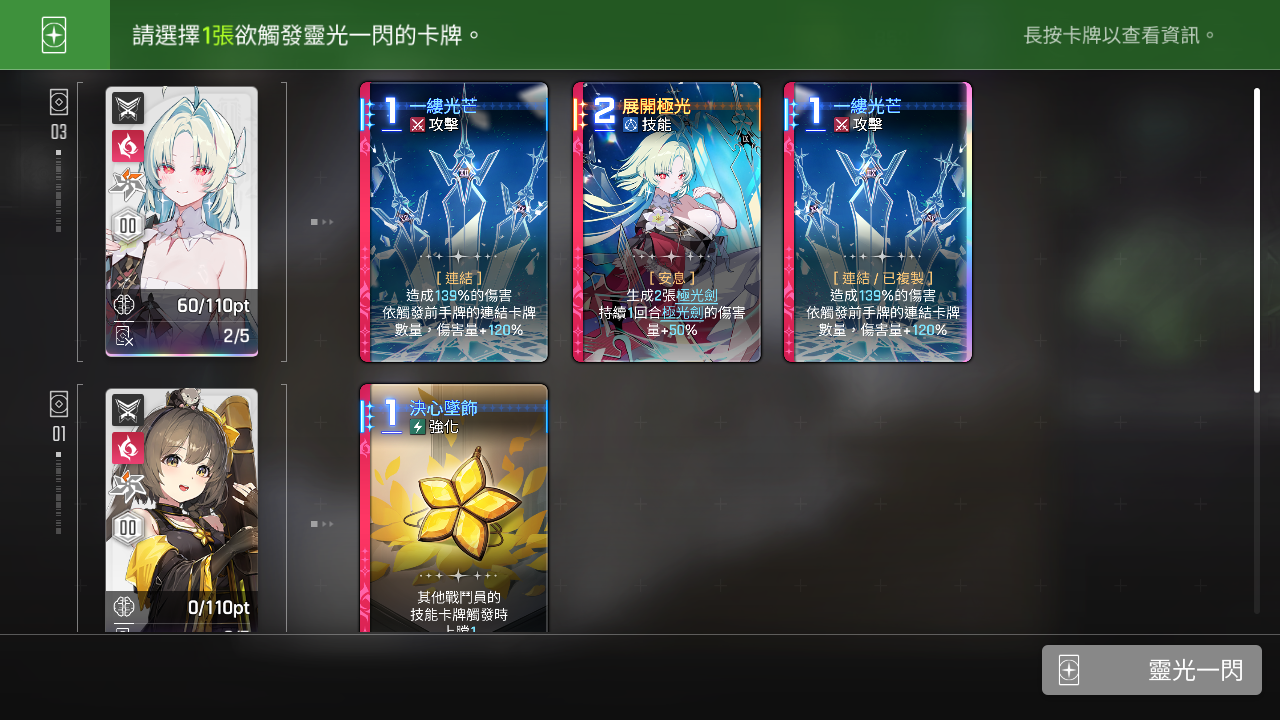 請選擇1張欲觸發靈光一閃的卡牌。
長按卡牌以查看資訊。
03
00
60/110pt
2/5
1 一縷光芒
攻擊
[ 連結 ]
造成139%的傷害
依觸發前手牌的連結卡牌
數量，傷害量+120%
2 展開極光
技能
[ 安息 ]
生成2張極光劍
持續1回合極光劍的傷害
量+50%
1 一縷光芒
攻擊
[ 連結 / 已複製 ]
造成139%的傷害
依觸發前手牌的連結卡牌
數量，傷害量+120%
01
00
0/110pt
1 決心墜飾
強化
其他戰鬥員的
技能卡牌觸發時
靈光一閃